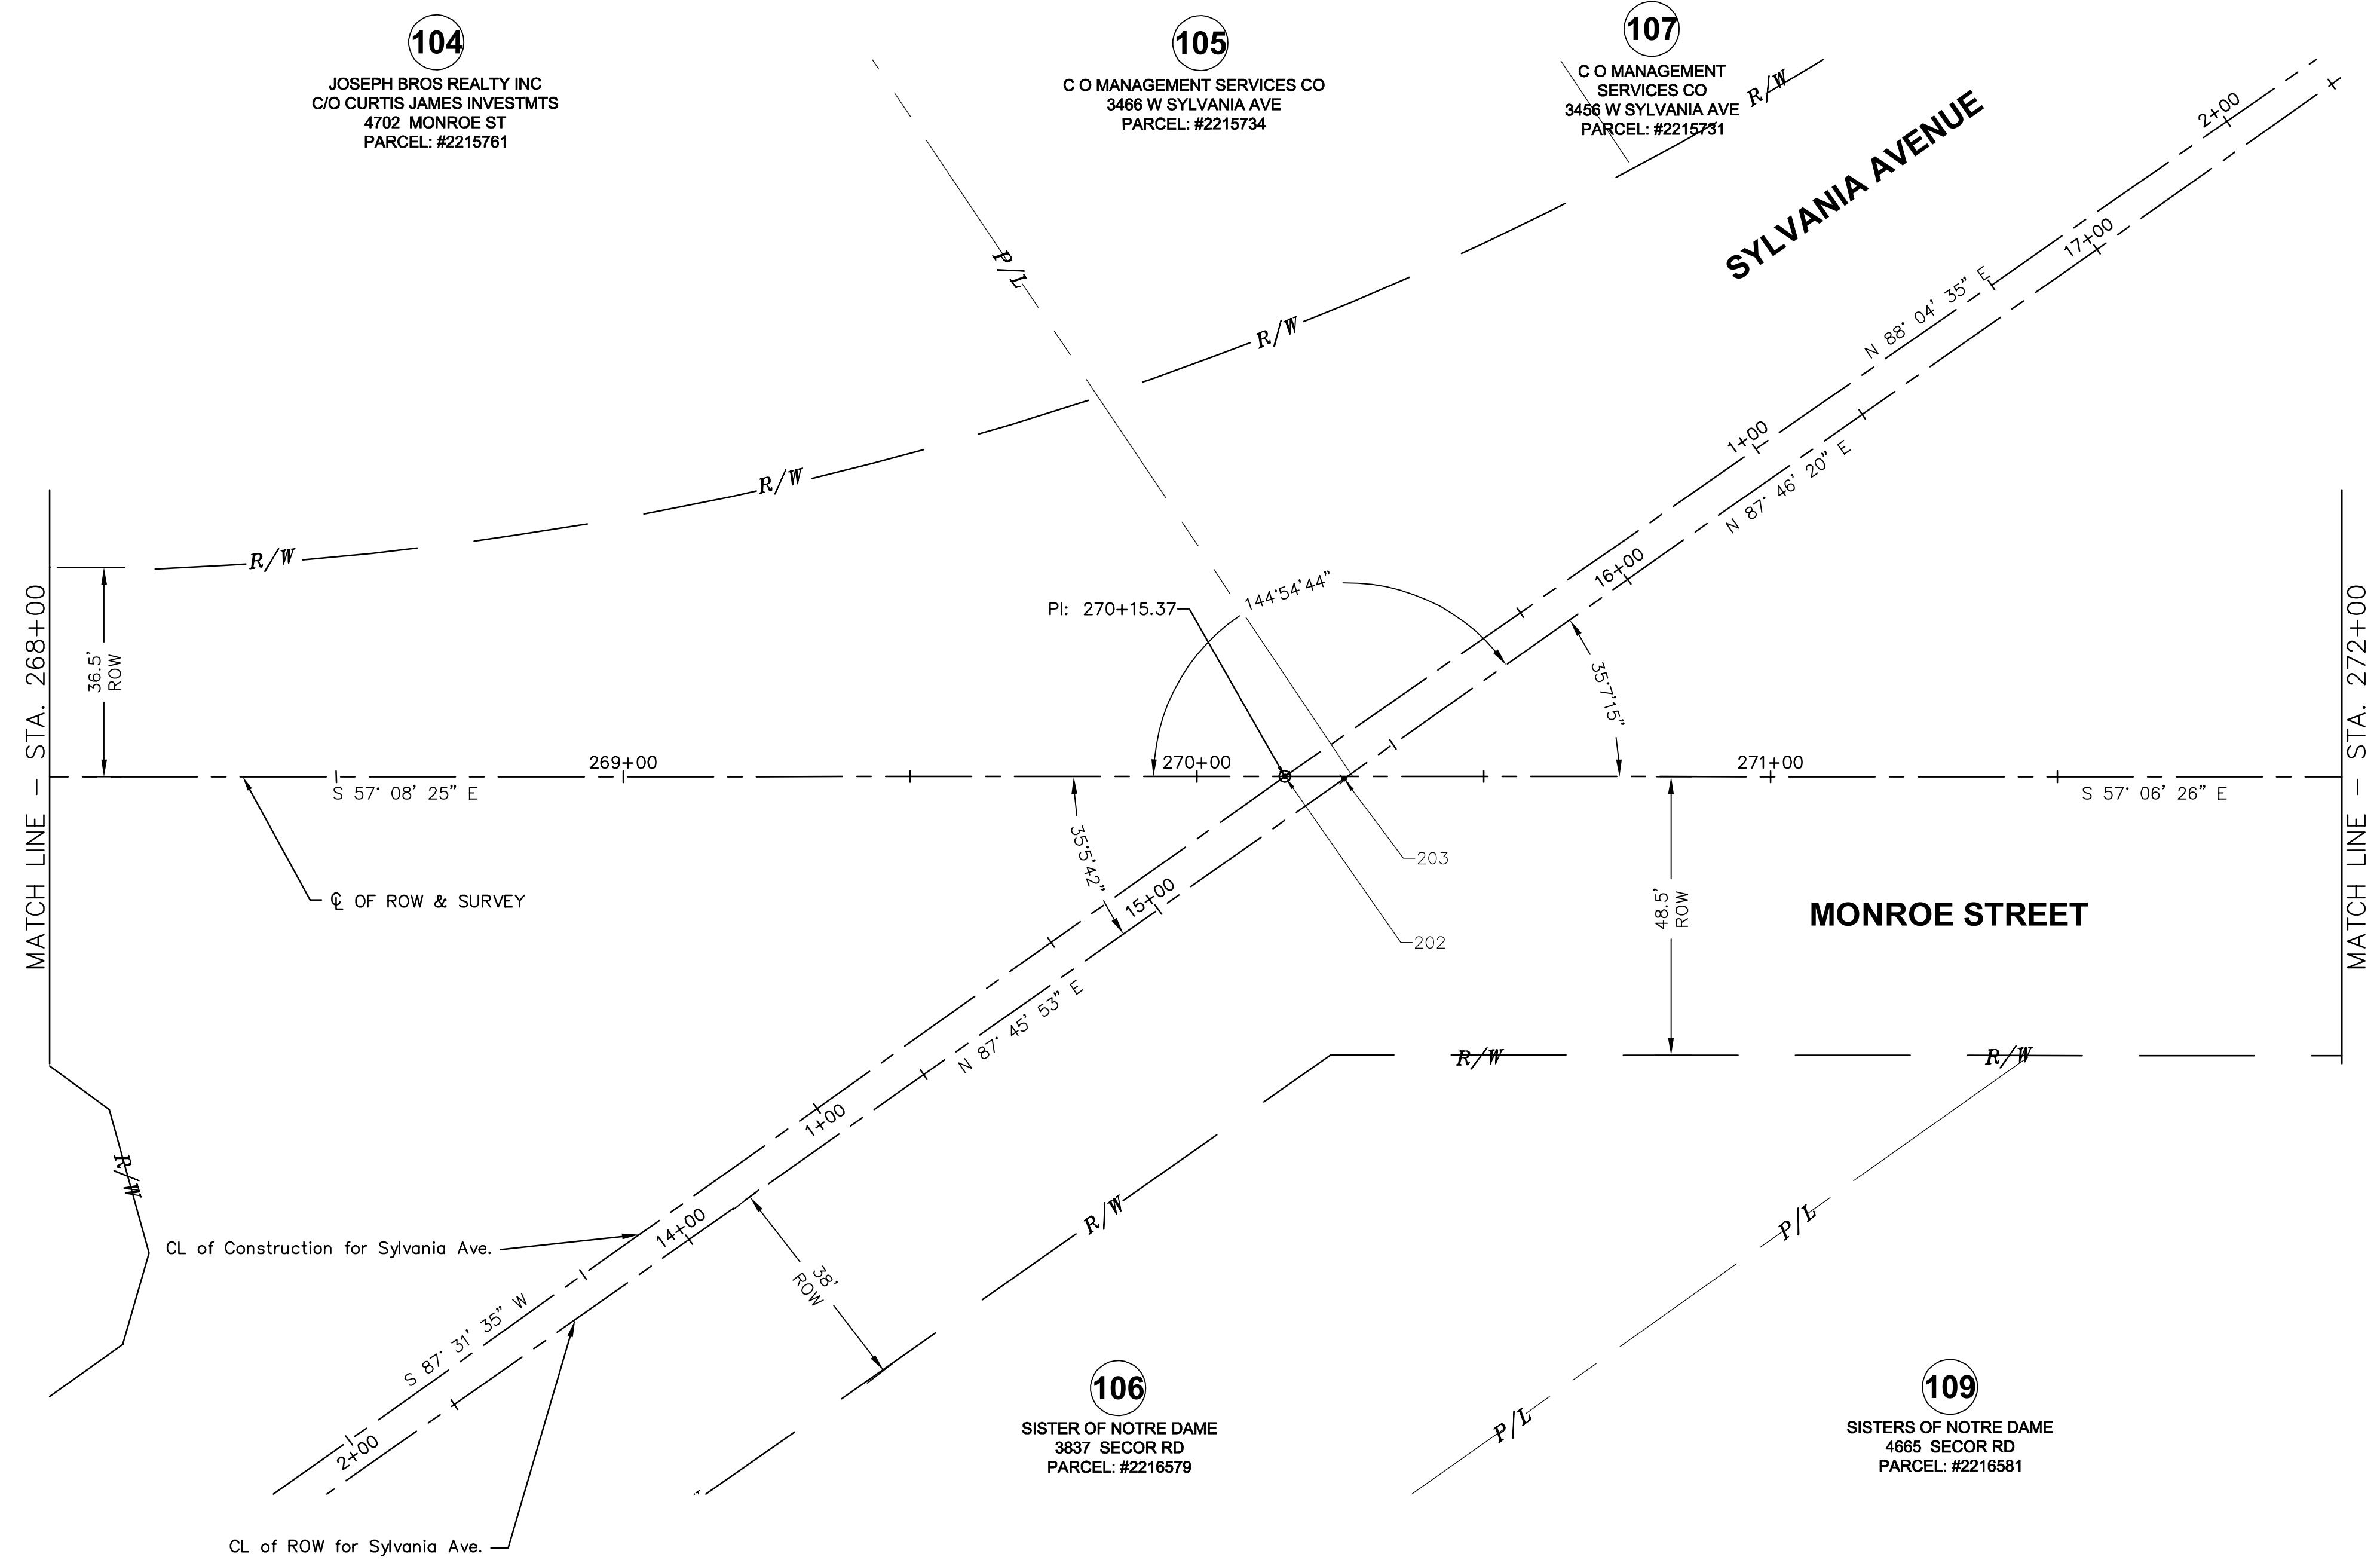 104
JOSEPH BROS REALTY INC
C/O CURTIS JAMES INVESTMTS
4702 MONROE ST
PARCEL: #2215761
105
C O MANAGEMENT SERVICES CO
3466 W SYLVANIA AVE
PARCEL: #2215734
107
C O MANAGEMENT
SERVICES CO
3456 W SYLVANIA AVE
PARCEL: #2215731
R/W
SYLVANIA AVENUE
2+00
17+00
P/L
N 88° 04' 35" E
R/W
1+00
N 87° 46' 20" E
R/W
R/W
16+00
144°54'44"
PI: 270+15.37
35°7'15"
MATCH LINE – STA. 268+00
36.5'
ROW
MATCH LINE – STA. 272+00
269+00
270+00
271+00
S 57° 08' 25" E
S 57° 06' 26" E
35°5'42"
203
℄ OF ROW & SURVEY
15+00
202
48.5'
ROW
MONROE STREET
N 87° 45' 53" E
R/W
R/W
1+00
R/W
R/W
P/L
14+00
CL of Construction for Sylvania Ave.
38'
ROW
S 87° 31' 35" W
2+00
P/L
106
SISTER OF NOTRE DAME
3837 SECOR RD
PARCEL: #2216579
109
SISTERS OF NOTRE DAME
4665 SECOR RD
PARCEL: #2216581
CL of ROW for Sylvania Ave.